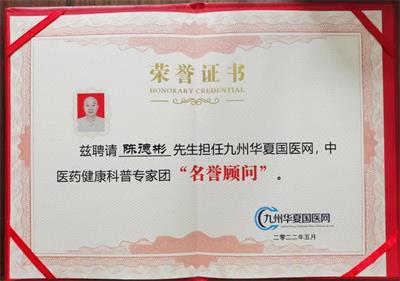 荣誉证书
HONORARY CREDENTIAL
兹聘请 陈德彬 先生担任九州华夏国医网，中
医药健康科普专家团“名誉顾问”。
九州华夏国医网
二零二二年五月